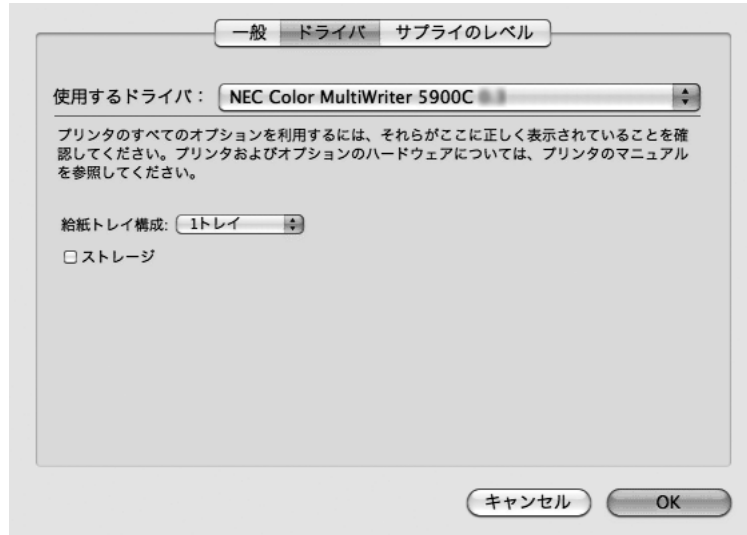 一般 ドライバ サプライのレベル
使用するドライバ： NEC Color MultiWriter 5900C
プリンタのすべてのオプションを利用するには、それらがここに正しく表示されていることを確
認してください。プリンタおよびオプションのハードウェアについては、プリンタのマニュアル
を参照してください。
給紙トレイ構成: 1トレイ
ストレージ
キャンセル OK